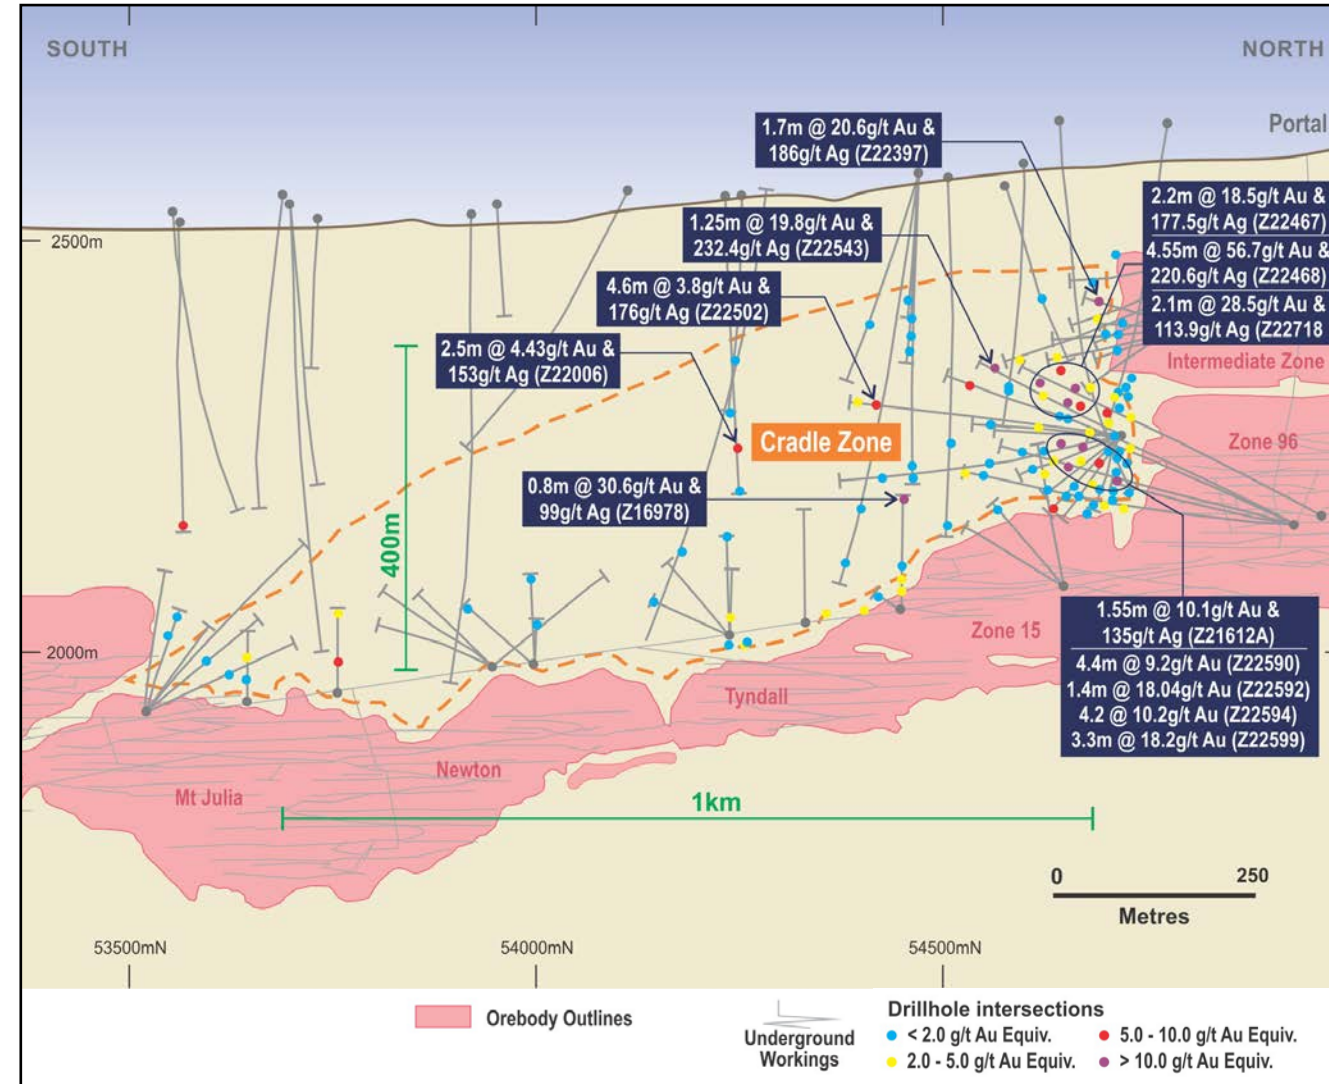 SOUTH
NORTH
Portal
1.7m @ 20.6g/t Au &
186g/t Ag (Z22397)
2.2m @ 18.5g/t Au &
177.5g/t Ag (Z22467)
4.55m @ 56.7g/t Au &
220.6g/t Ag (Z22468)
2.1m @ 28.5g/t Au &
113.9g/t Ag (Z22718
1.25m @ 19.8g/t Au &
232.4g/t Ag (Z22543)
2500m
4.6m @ 3.8g/t Au &
176g/t Ag (Z22502)
2.5m @ 4.43g/t Au &
153g/t Ag (Z22006)
Intermediate Zone
Cradle Zone
Zone 96
0.8m @ 30.6g/t Au &
99g/t Ag (Z16978)
400m
1.55m @ 10.1g/t Au &
135g/t Ag (Z21612A)
4.4m @ 9.2g/t Au (Z22590)
1.4m @ 18.04g/t Au (Z22592)
4.2 @ 10.2g/t Au (Z22594)
3.3m @ 18.2g/t Au (Z22599)
Zone 15
2000m
Tyndall
Newton
Mt Julia
1km
0 250
Metres
53500mN
54000mN
54500mN
Orebody Outlines
Underground
Workings
Drillhole intersections
< 2.0 g/t Au Equiv.
5.0 - 10.0 g/t Au Equiv.
2.0 - 5.0 g/t Au Equiv.
> 10.0 g/t Au Equiv.